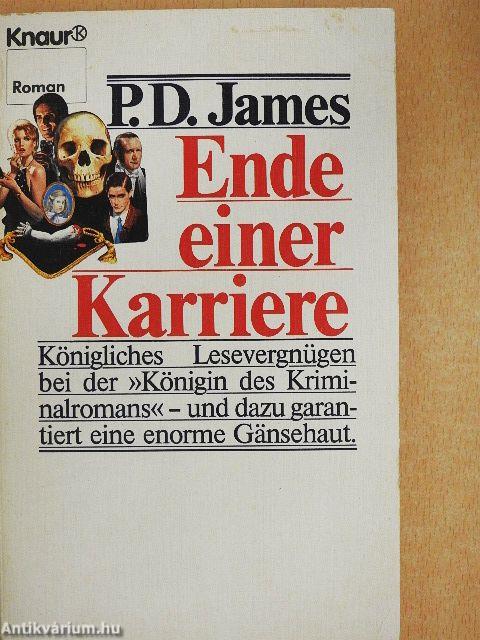 Knaur K
Roman
P.D. James
Ende
einer
Karriere
Königliches Lesevergnügen
bei der »Königin des Krimi-
nalromans« – und dazu garan-
tiert eine enorme Gänsehaut.
Antikvárium.hu